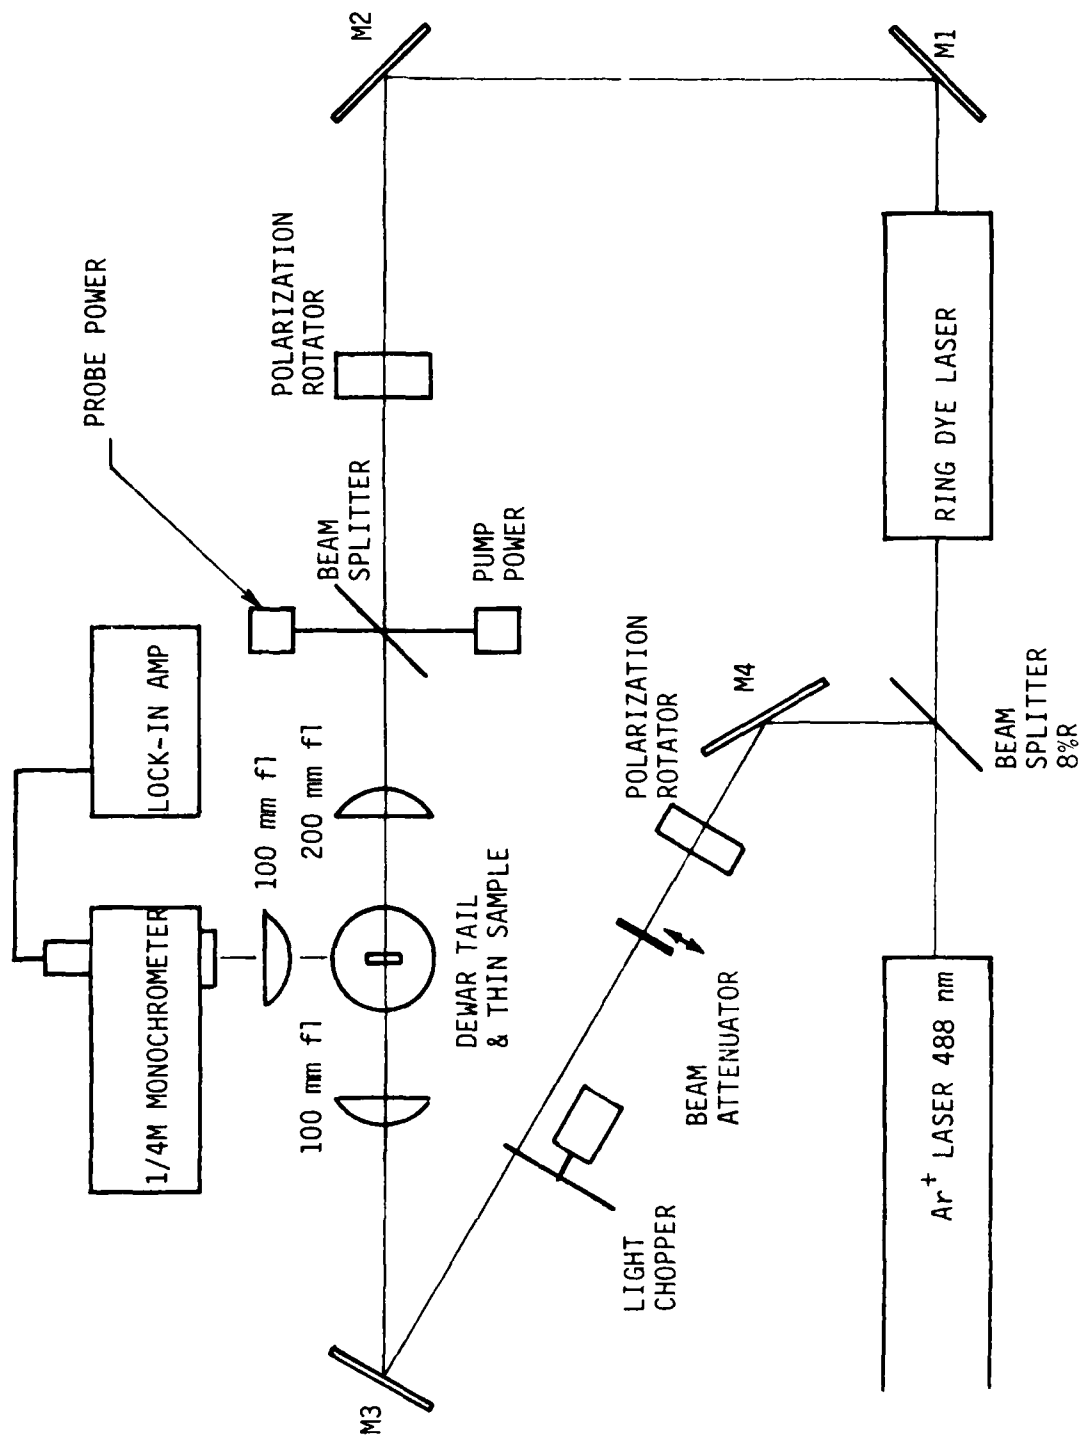 1/4M MONOCHROMETER
LOCK-IN AMP
PROBE POWER
M2
100 mm fl
100 mm fl
200 mm fl
BEAM
SPLITTER
POLARIZATION
ROTATOR
DEWAR TAIL
& THIN SAMPLE
PUMP
POWER
M3
LIGHT
CHOPPER
BEAM
ATTENUATOR
POLARIZATION
ROTATOR
M4
Ar+ LASER 488 nm
BEAM
SPLITTER
8%R
RING DYE LASER
M1